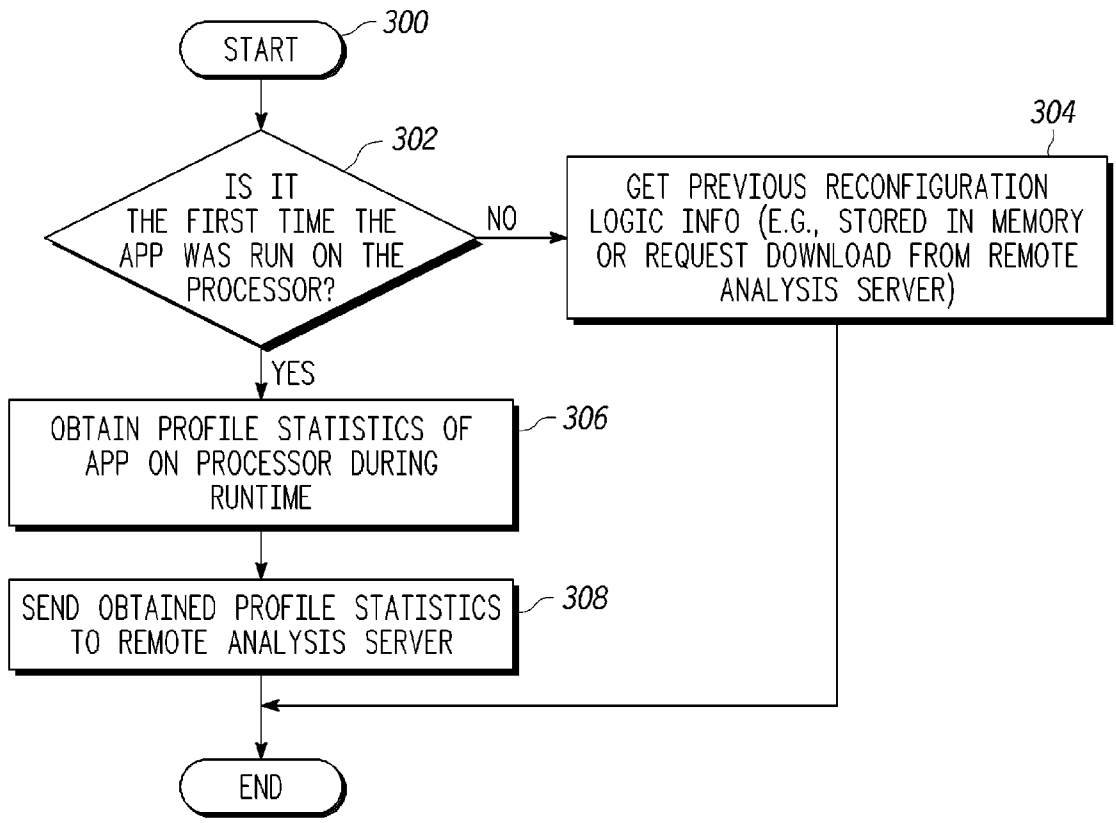 300
START
302
IS IT
THE FIRST TIME THE
APP WAS RUN ON THE
PROCESSOR?
NO
304
GET PREVIOUS RECONFIGURATION
LOGIC INFO (E.G., STORED IN MEMORY
OR REQUEST DOWNLOAD FROM REMOTE
ANALYSIS SERVER)
YES
306
OBTAIN PROFILE STATISTICS OF
APP ON PROCESSOR DURING
RUNTIME
308
SEND OBTAINED PROFILE STATISTICS
TO REMOTE ANALYSIS SERVER
END